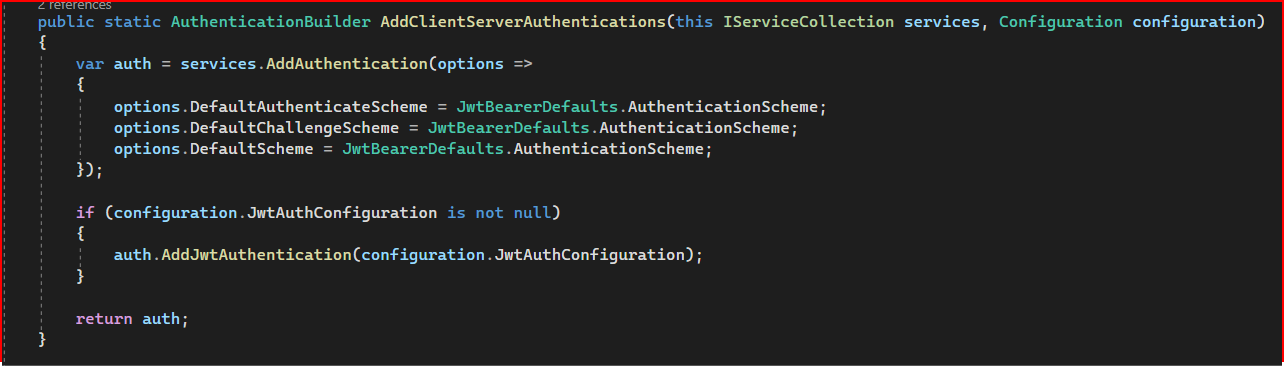 2 references
public static AuthenticationBuilder AddClientServerAuthentications(this IServiceCollection services, Configuration configuration)
{
    var auth = services.AddAuthentication(options =>
    {
        options.DefaultAuthenticateScheme = JwtBearerDefaults.AuthenticationScheme;
        options.DefaultChallengeScheme = JwtBearerDefaults.AuthenticationScheme;
        options.DefaultScheme = JwtBearerDefaults.AuthenticationScheme;
    });

    if (configuration.JwtAuthConfiguration is not null)
    {
        auth.AddJwtAuthentication(configuration.JwtAuthConfiguration);
    }

    return auth;
}